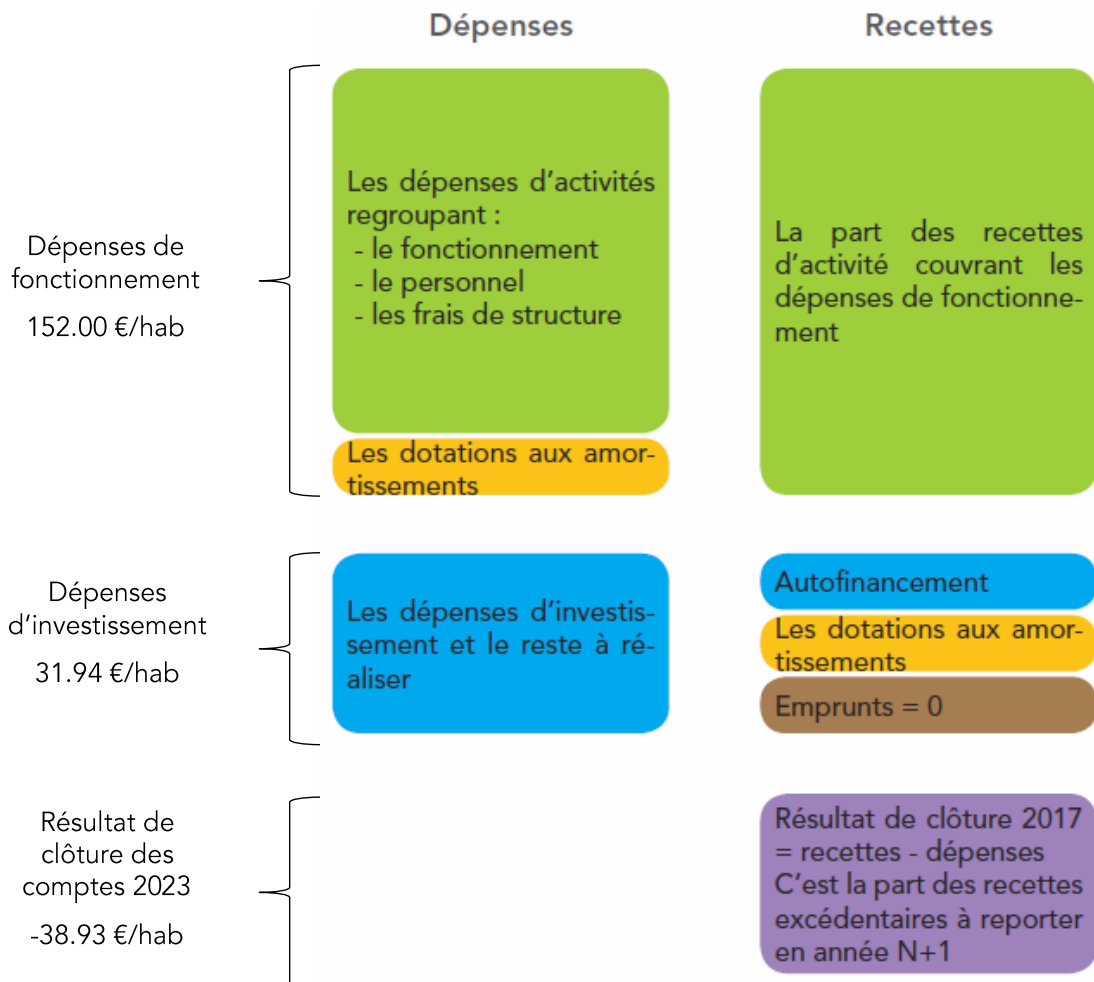 Dépenses
Recettes
Dépenses de
fonctionnement
152.00 €/hab
Les dépenses d'activités
regroupant :
- le fonctionnement
- le personnel
- les frais de structure
La part des recettes
d'activité couvrant les
dépenses de fonctionne-
ment
Les dotations aux amor-
tissements
Dépenses
d'investissement
31.94 €/hab
Les dépenses d'investis-
sement et le reste à ré-
aliser
Autofinancement
Les dotations aux amor-
tissements
Emprunts = 0
Résultat de
clôture des
comptes 2023
-38.93 €/hab
Résultat de clôture 2017
= recettes - dépenses
C'est la part des recettes
excédentaires à reporter
en année N+1